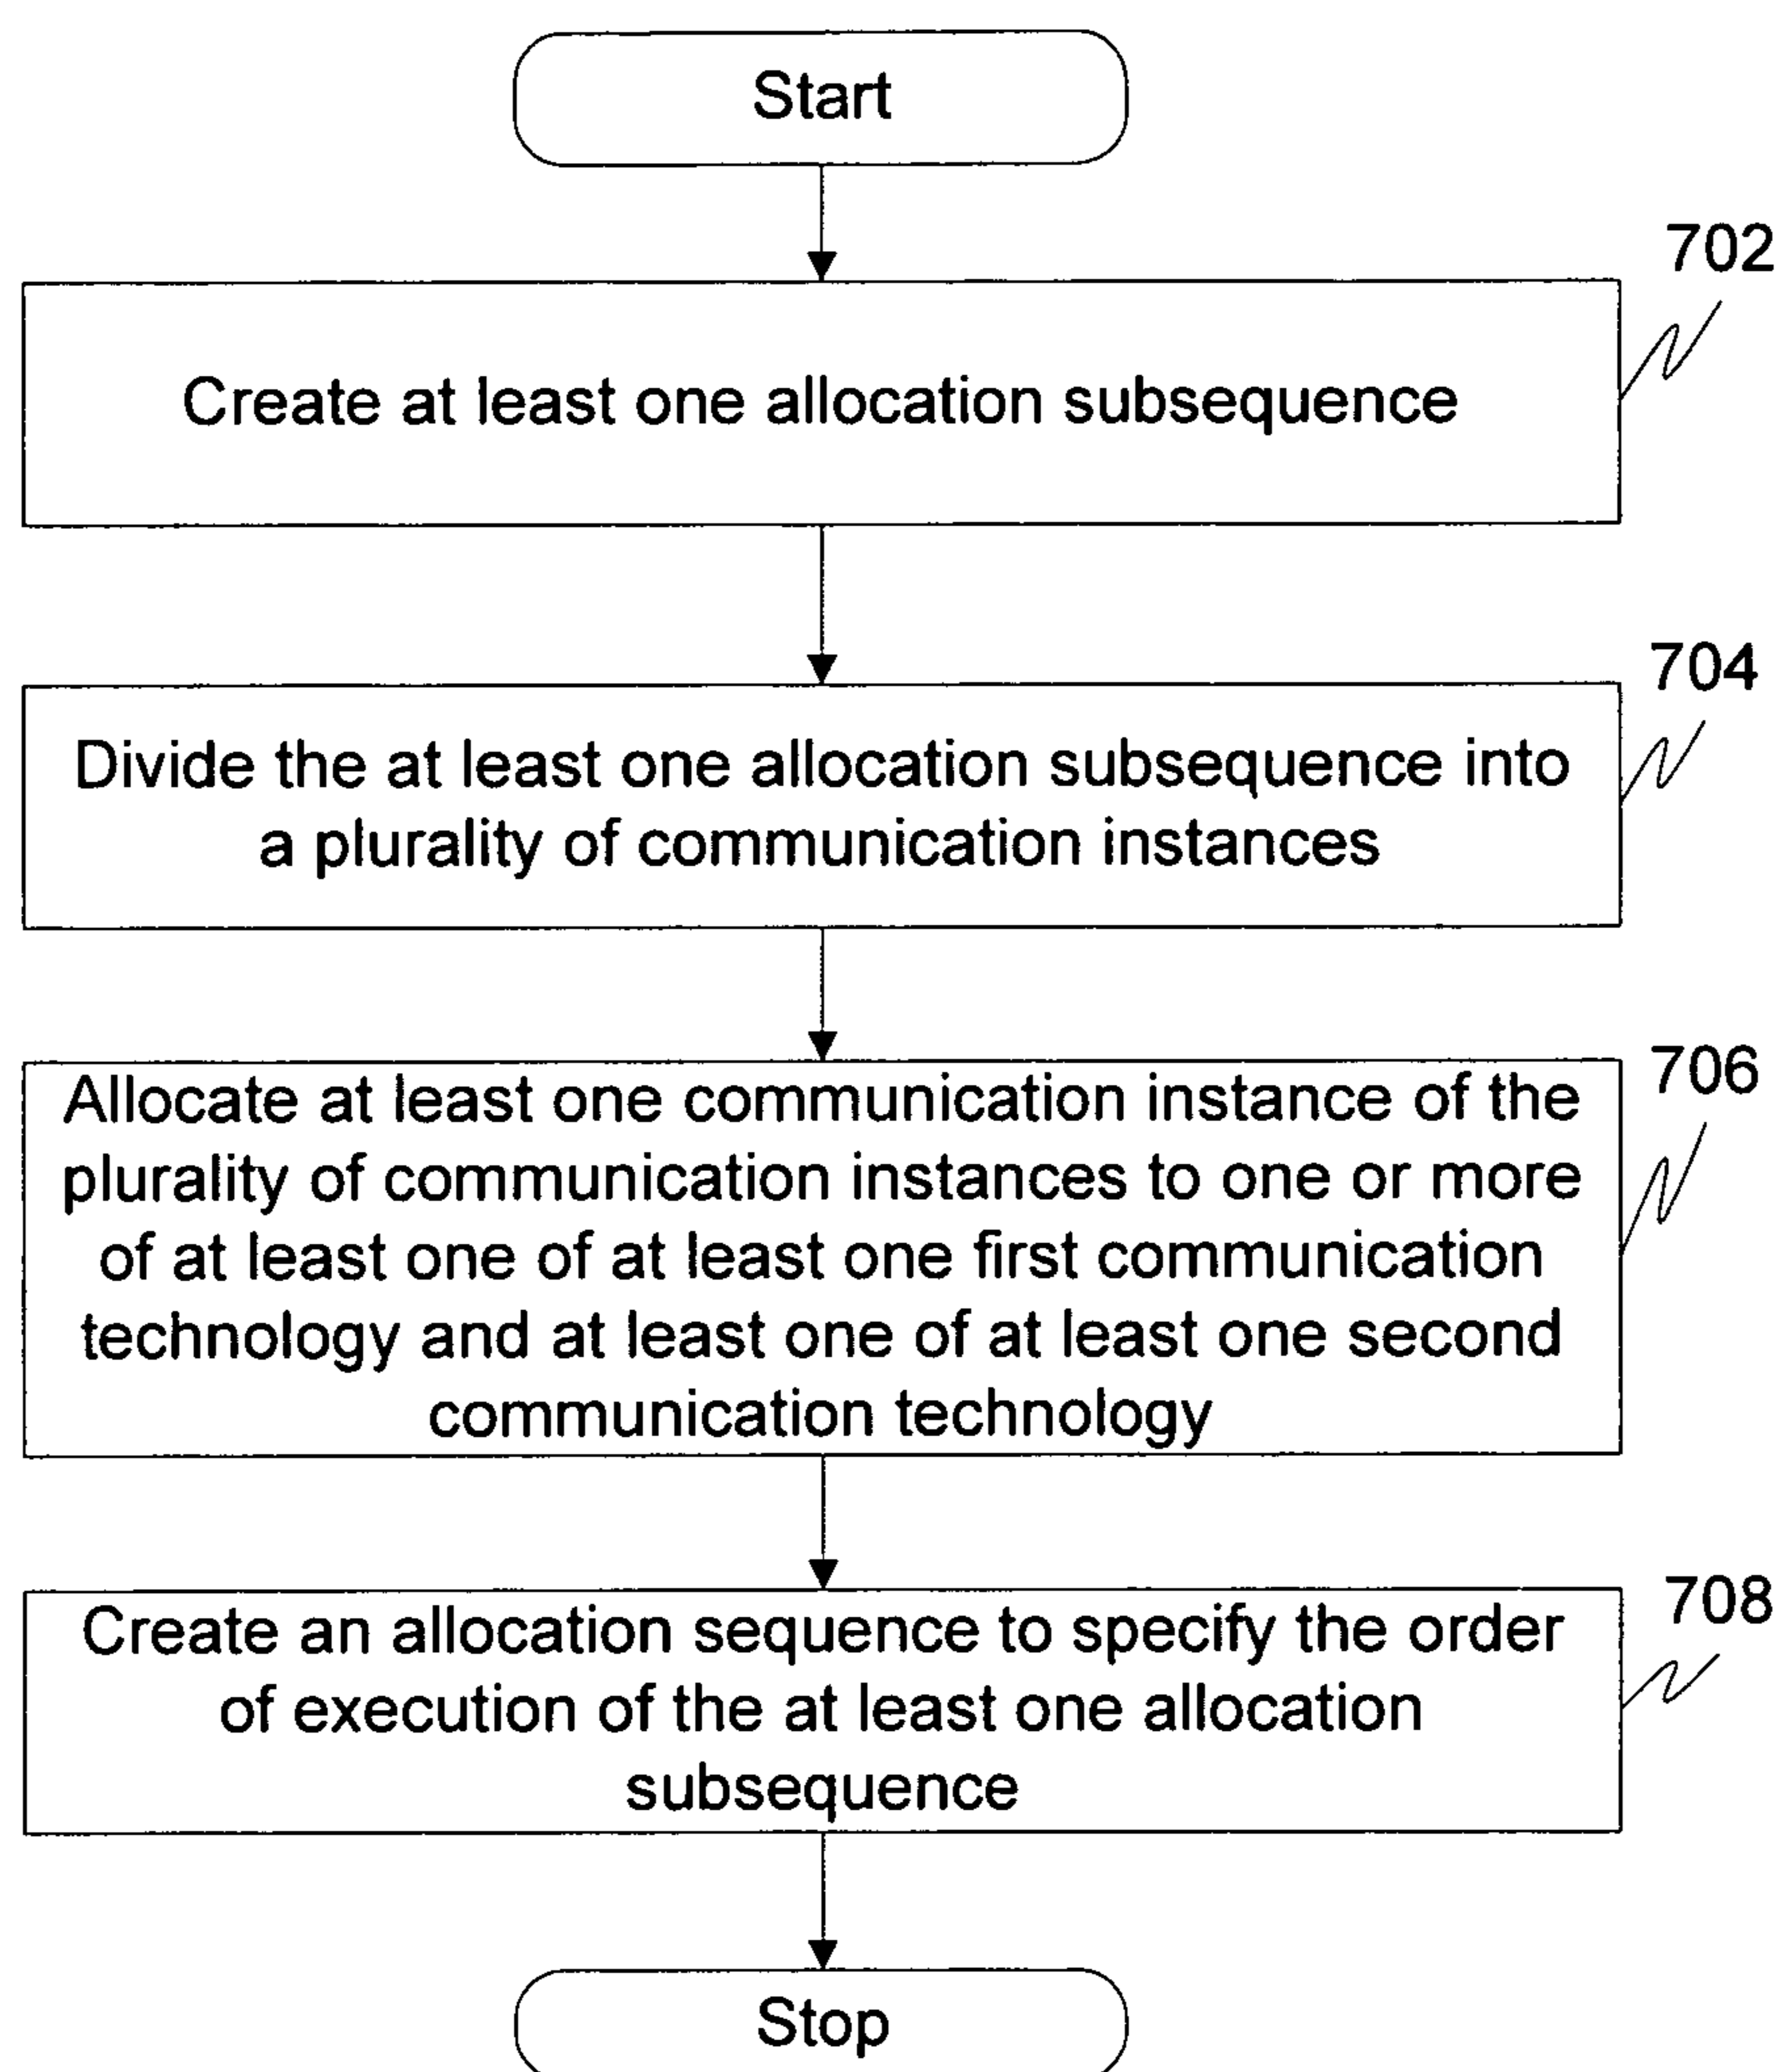 Start
702
Create at least one allocation subsequence
704
Divide the at least one allocation subsequence into
a plurality of communication instances
706
Allocate at least one communication instance of the
plurality of communication instances to one or more
of at least one of at least one first communication
technology and at least one of at least one second
communication technology
708
Create an allocation sequence to specify the order
of execution of the at least one allocation
subsequence
Stop